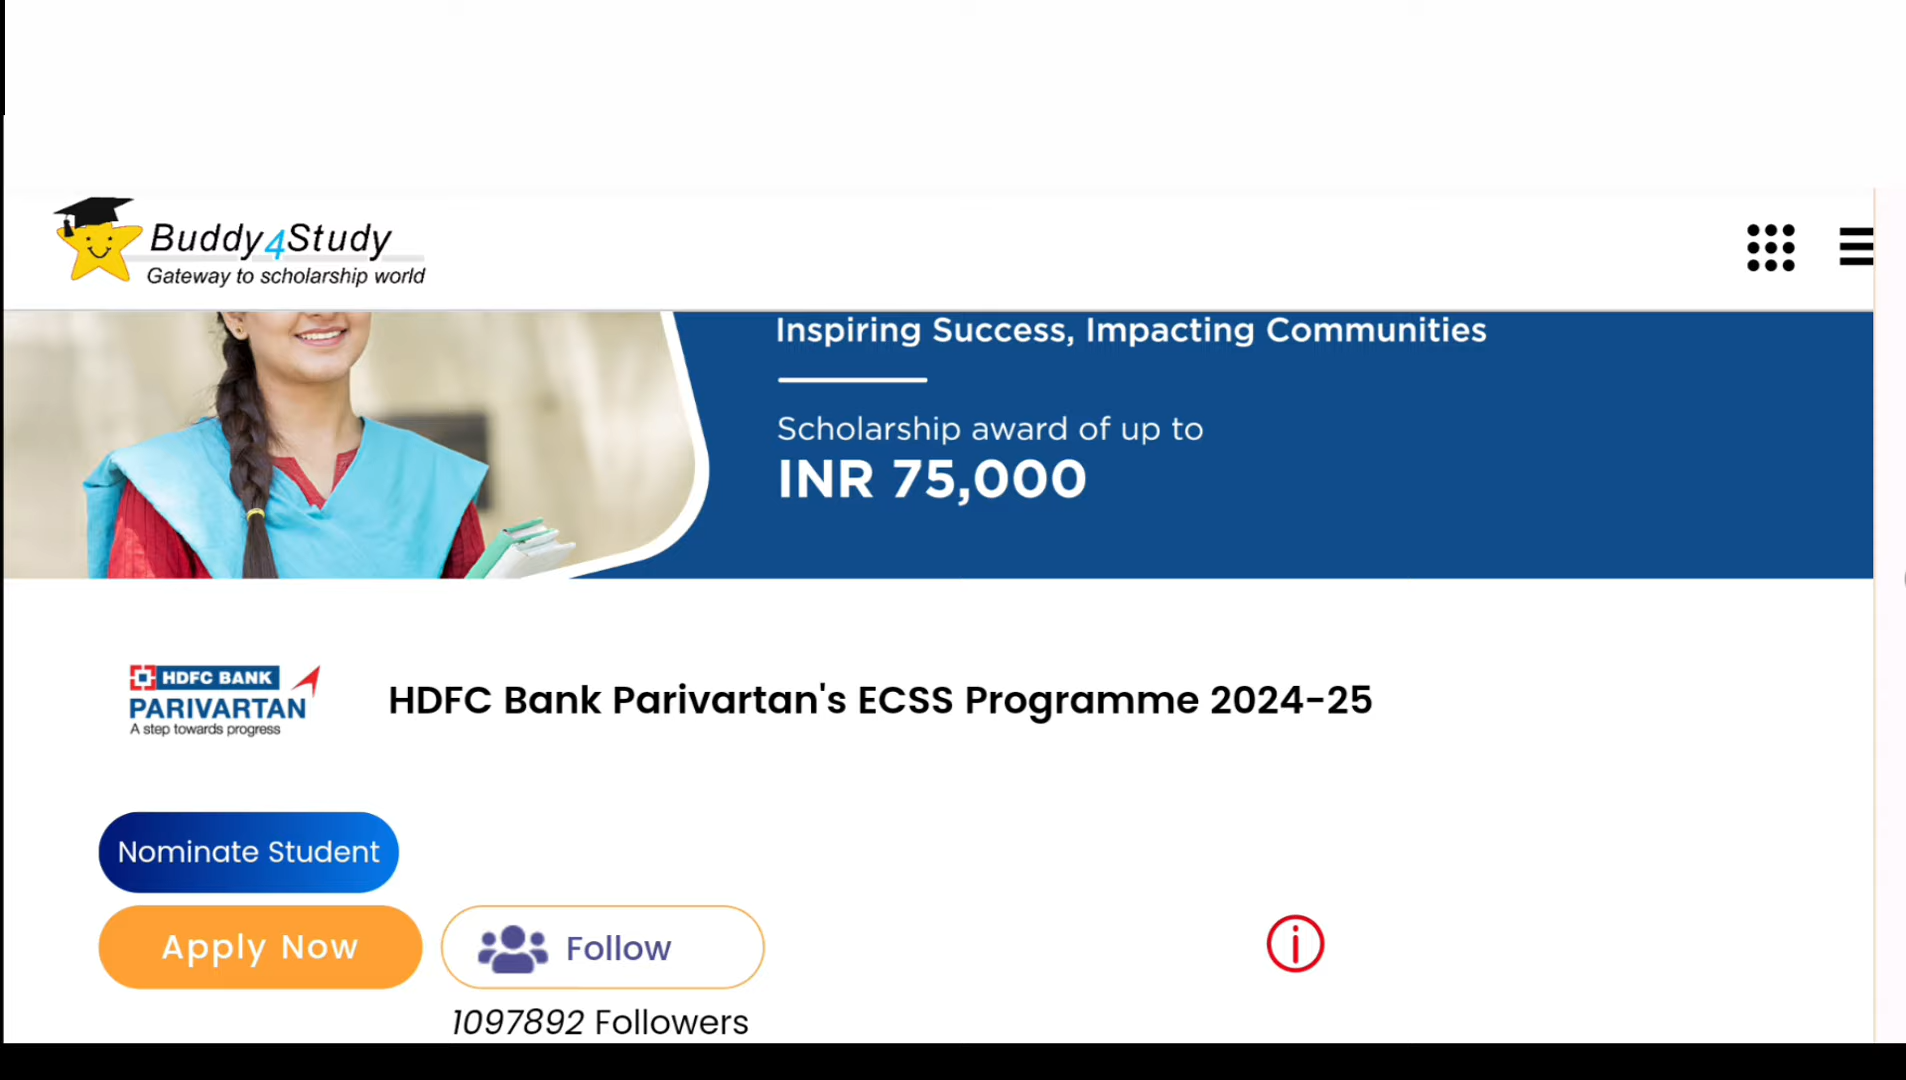 Buddy4Study
Gateway to scholarship world
Inspiring Success, Impacting Communities
Scholarship award of up to
INR 75,000
HDFC BANK
PARIVARTAN
A step towards progress
HDFC Bank Parivartan's ECSS Programme 2024-25
Nominate Student
Apply Now
Follow
i
1097892 Followers